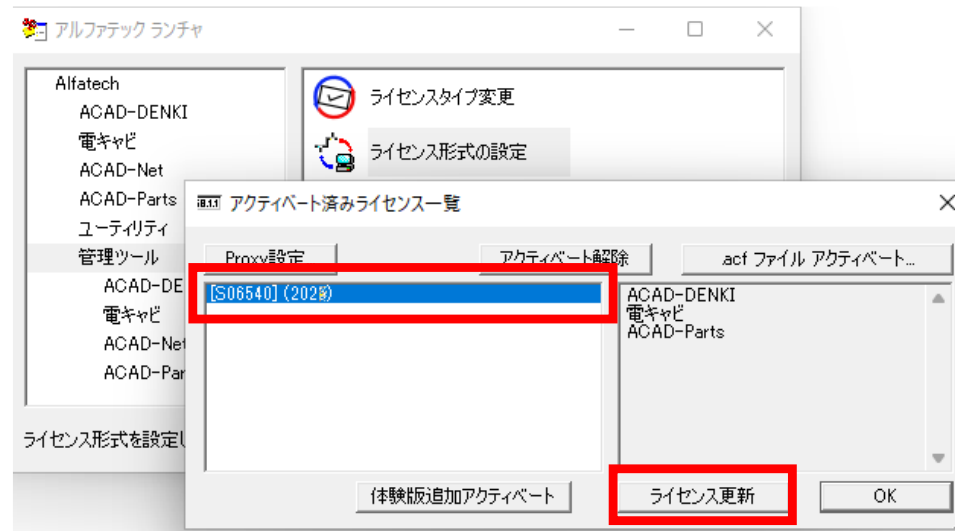 アルファテック ランチャ
Alfatech
ACAD-DENKI
電キャビ
ACAD-Net
ACAD-Parts
ユーティリティ
管理ツール
ACAD-DE
電キャビ
ACAD-Net
ACAD-Par
ライセンスタイプ変更
ライセンス形式の設定
ライセンス形式を設定し
アクティベート済みライセンス一覧
Proxy設定
アクティベート解除
.acf ファイル アクティベート...
[S06540] (202
ACAD-DENKI
電キャビ
ACAD-Parts
体験版追加アクティベート
ライセンス更新
OK